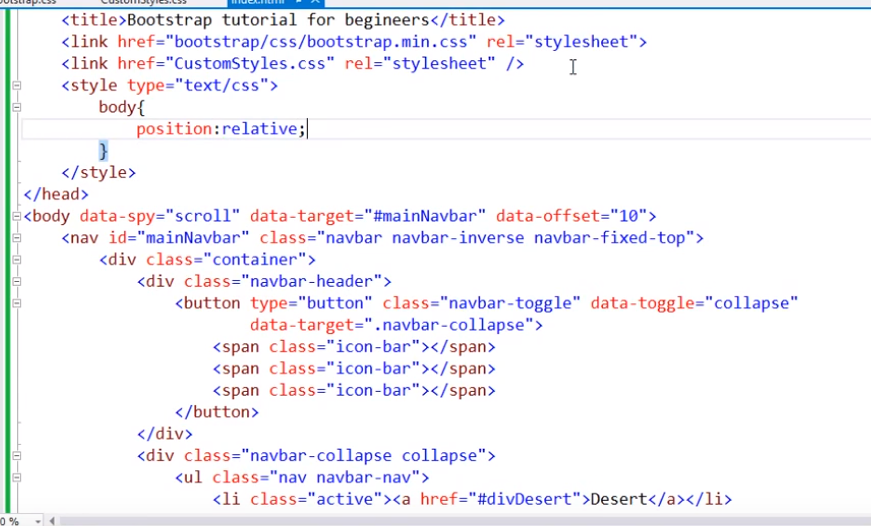 CustomStyles.css index.html
<title>Bootstrap tutorial for begineers</title>
<link href="bootstrap/css/bootstrap.min.css" rel="stylesheet">
<link href="CustomStyles.css" rel="stylesheet" />
<style type="text/css">
body{
position:relative;
}
</style>
</head>
<body data-spy="scroll" data-target="#mainNavbar" data-offset="10">
<nav id="mainNavbar" class="navbar navbar-inverse navbar-fixed-top">
<div class="container">
<div class="navbar-header">
<button type="button" class="navbar-toggle" data-toggle="collapse"
data-target=".navbar-collapse">
<span class="icon-bar"></span>
<span class="icon-bar"></span>
<span class="icon-bar"></span>
</button>
</div>
<div class="navbar-collapse collapse">
<ul class="nav navbar-nav">
<li class="active"><a href="#divDesert">Desert</a></li>
0 %